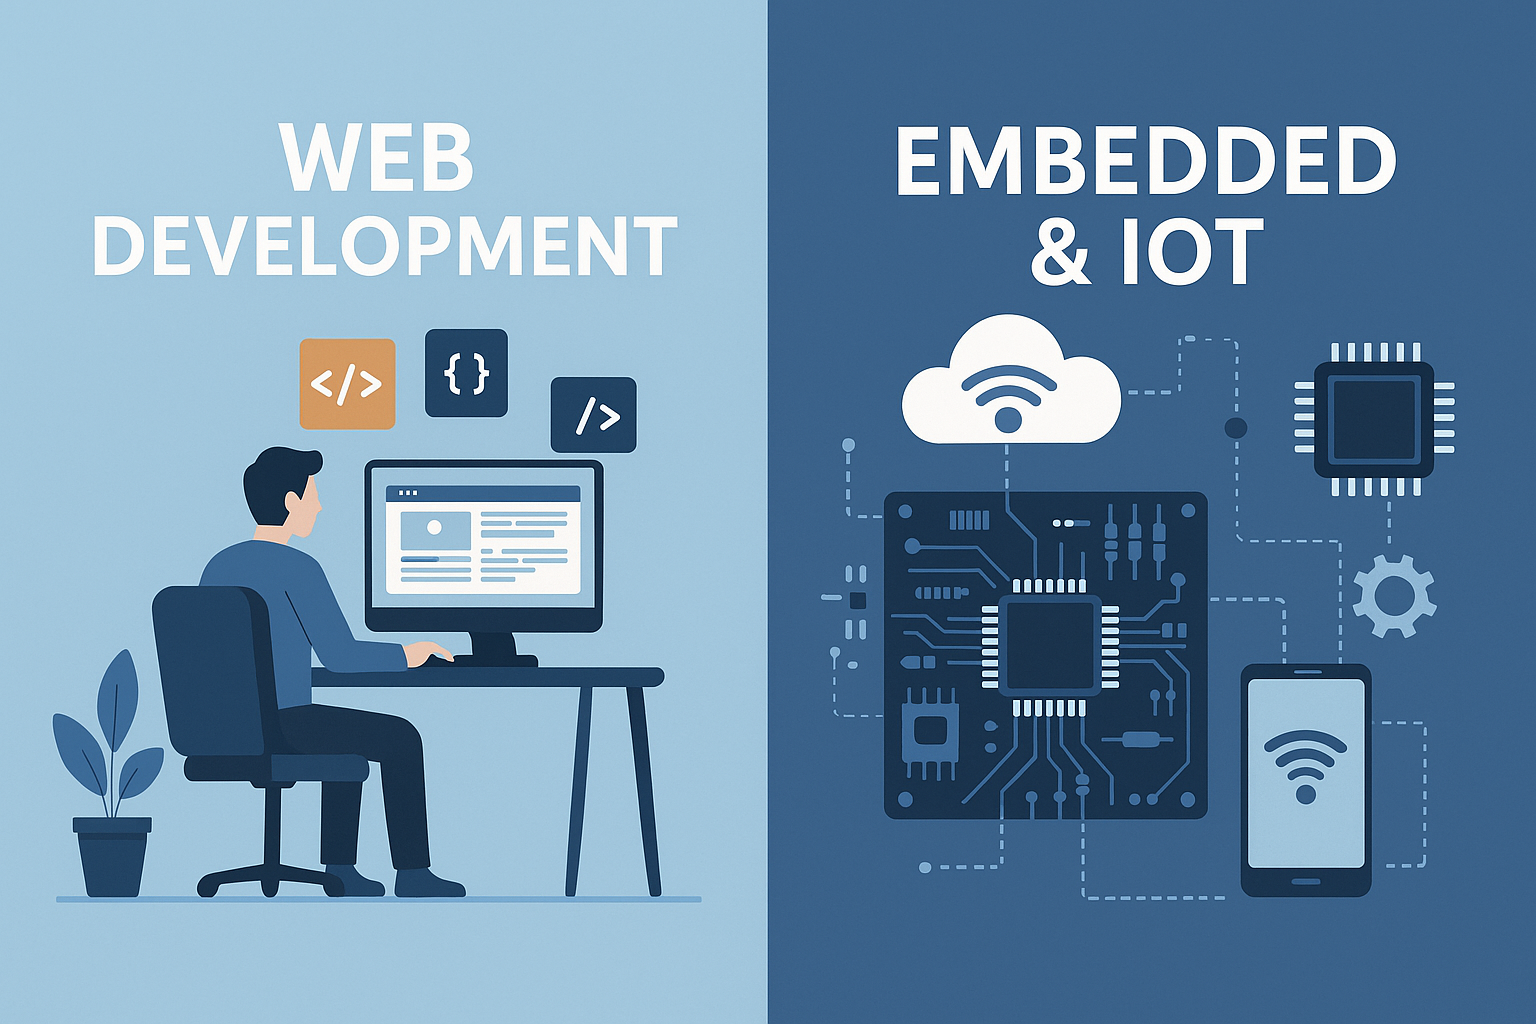 WEB
DEVELOPMENT
</>
{}
/>
EMBEDDED
& IOT